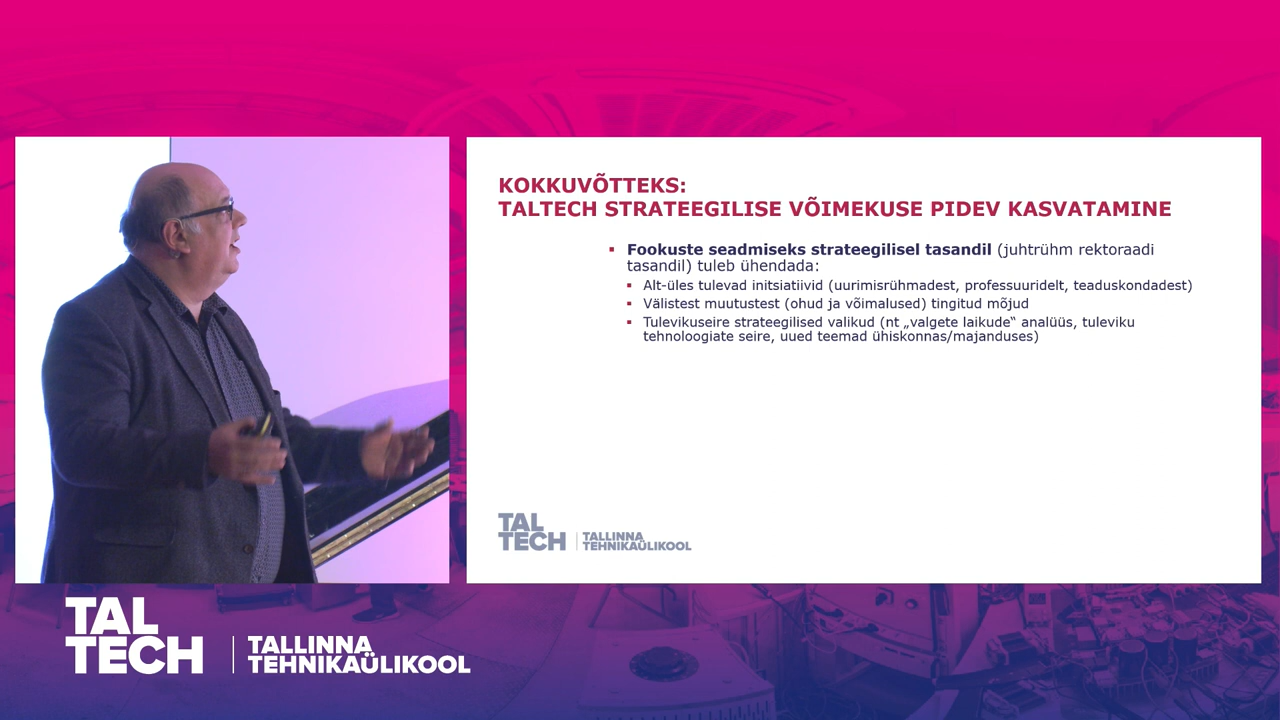 KOKKUVÕTTEKS:
TALTECH STRATEEGILISE VÕIMEKUSE PIDEV KASVATAMINE
▪ Fookuste seadmiseks strateegilisel tasandil (juhtrühm rektoraadi
tasandil) tuleb ühendada:
▪ Alt-üles tulevad initsiatiivid (uurimisrühmadest, professuuridelt, teaduskondadest)
▪ Välistest muutustest (ohud ja võimalused) tingitud mõjud
▪ Tulevikuseire strateegilised valikud (nt „valgete laikude“ analüüs, tuleviku
tehnoloogiate seire, uued teemad ühiskonnas/majanduses)
TAL
TECH
TALLINNA
TEHNIKAÜLIKOOL
TAL
TECH
TALLINNA
TEHNIKAÜLIKOOL